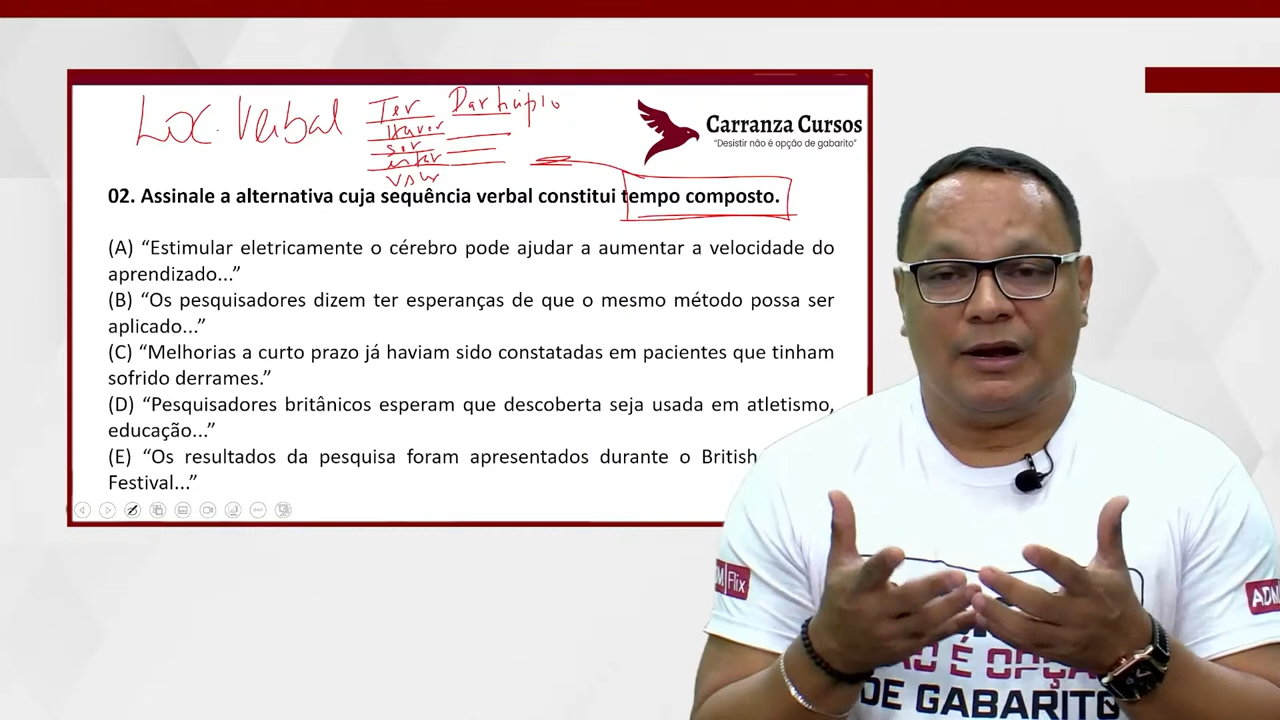 Loc. Verbal
Ter Particípio
Haver
ser
estar
Carranza Cursos
“Desistir não é opção de gabarito”
02. Assinale a alternativa cuja sequência verbal constitui tempo composto.
(A) “Estimular eletricamente o cérebro pode ajudar a aumentar a velocidade do
aprendizado...”
(B) “Os pesquisadores dizem ter esperanças de que o mesmo método possa ser
aplicado...”
(C) “Melhorias a curto prazo já haviam sido constatadas em pacientes que tinham
sofrido derrames.”
(D) “Pesquisadores britânicos esperam que descoberta seja usada em atletismo,
educação...”
(E) “Os resultados da pesquisa foram apresentados durante o British
Festival...”
Flix
ADM
É OPÇ
DE GABARITO